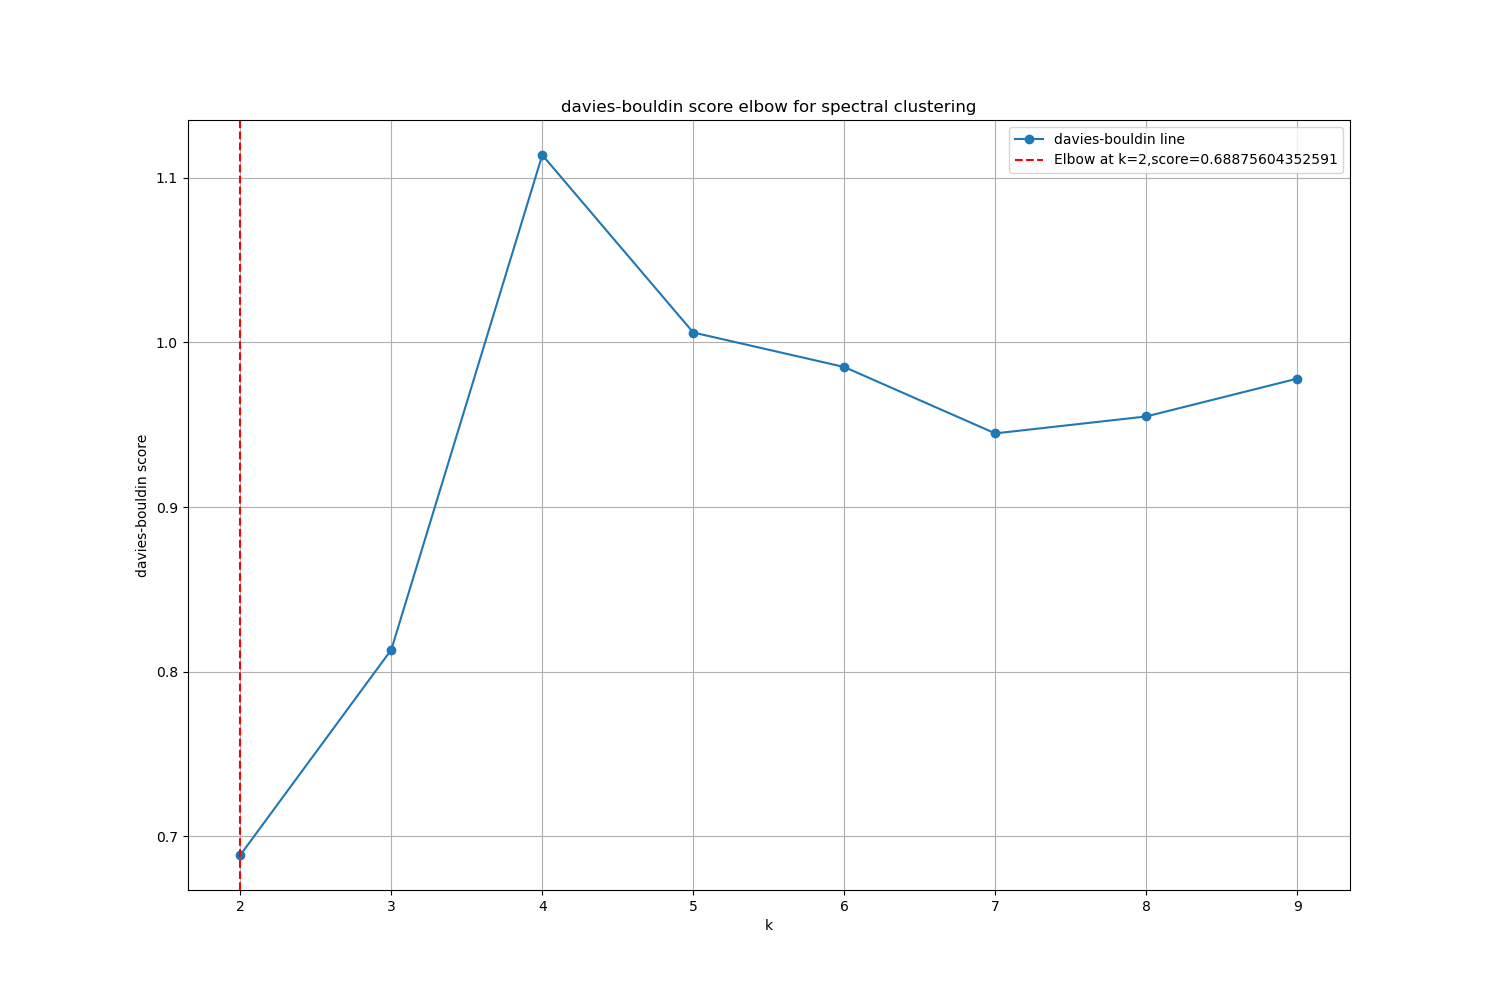 davies-bouldin score elbow for spectral clustering
davies-bouldin line
Elbow at k=2,score=0.68875604352591
1.1
1.0
0.9
0.8
0.7
davies-bouldin score
2 3 4 5 6 7 8 9
k